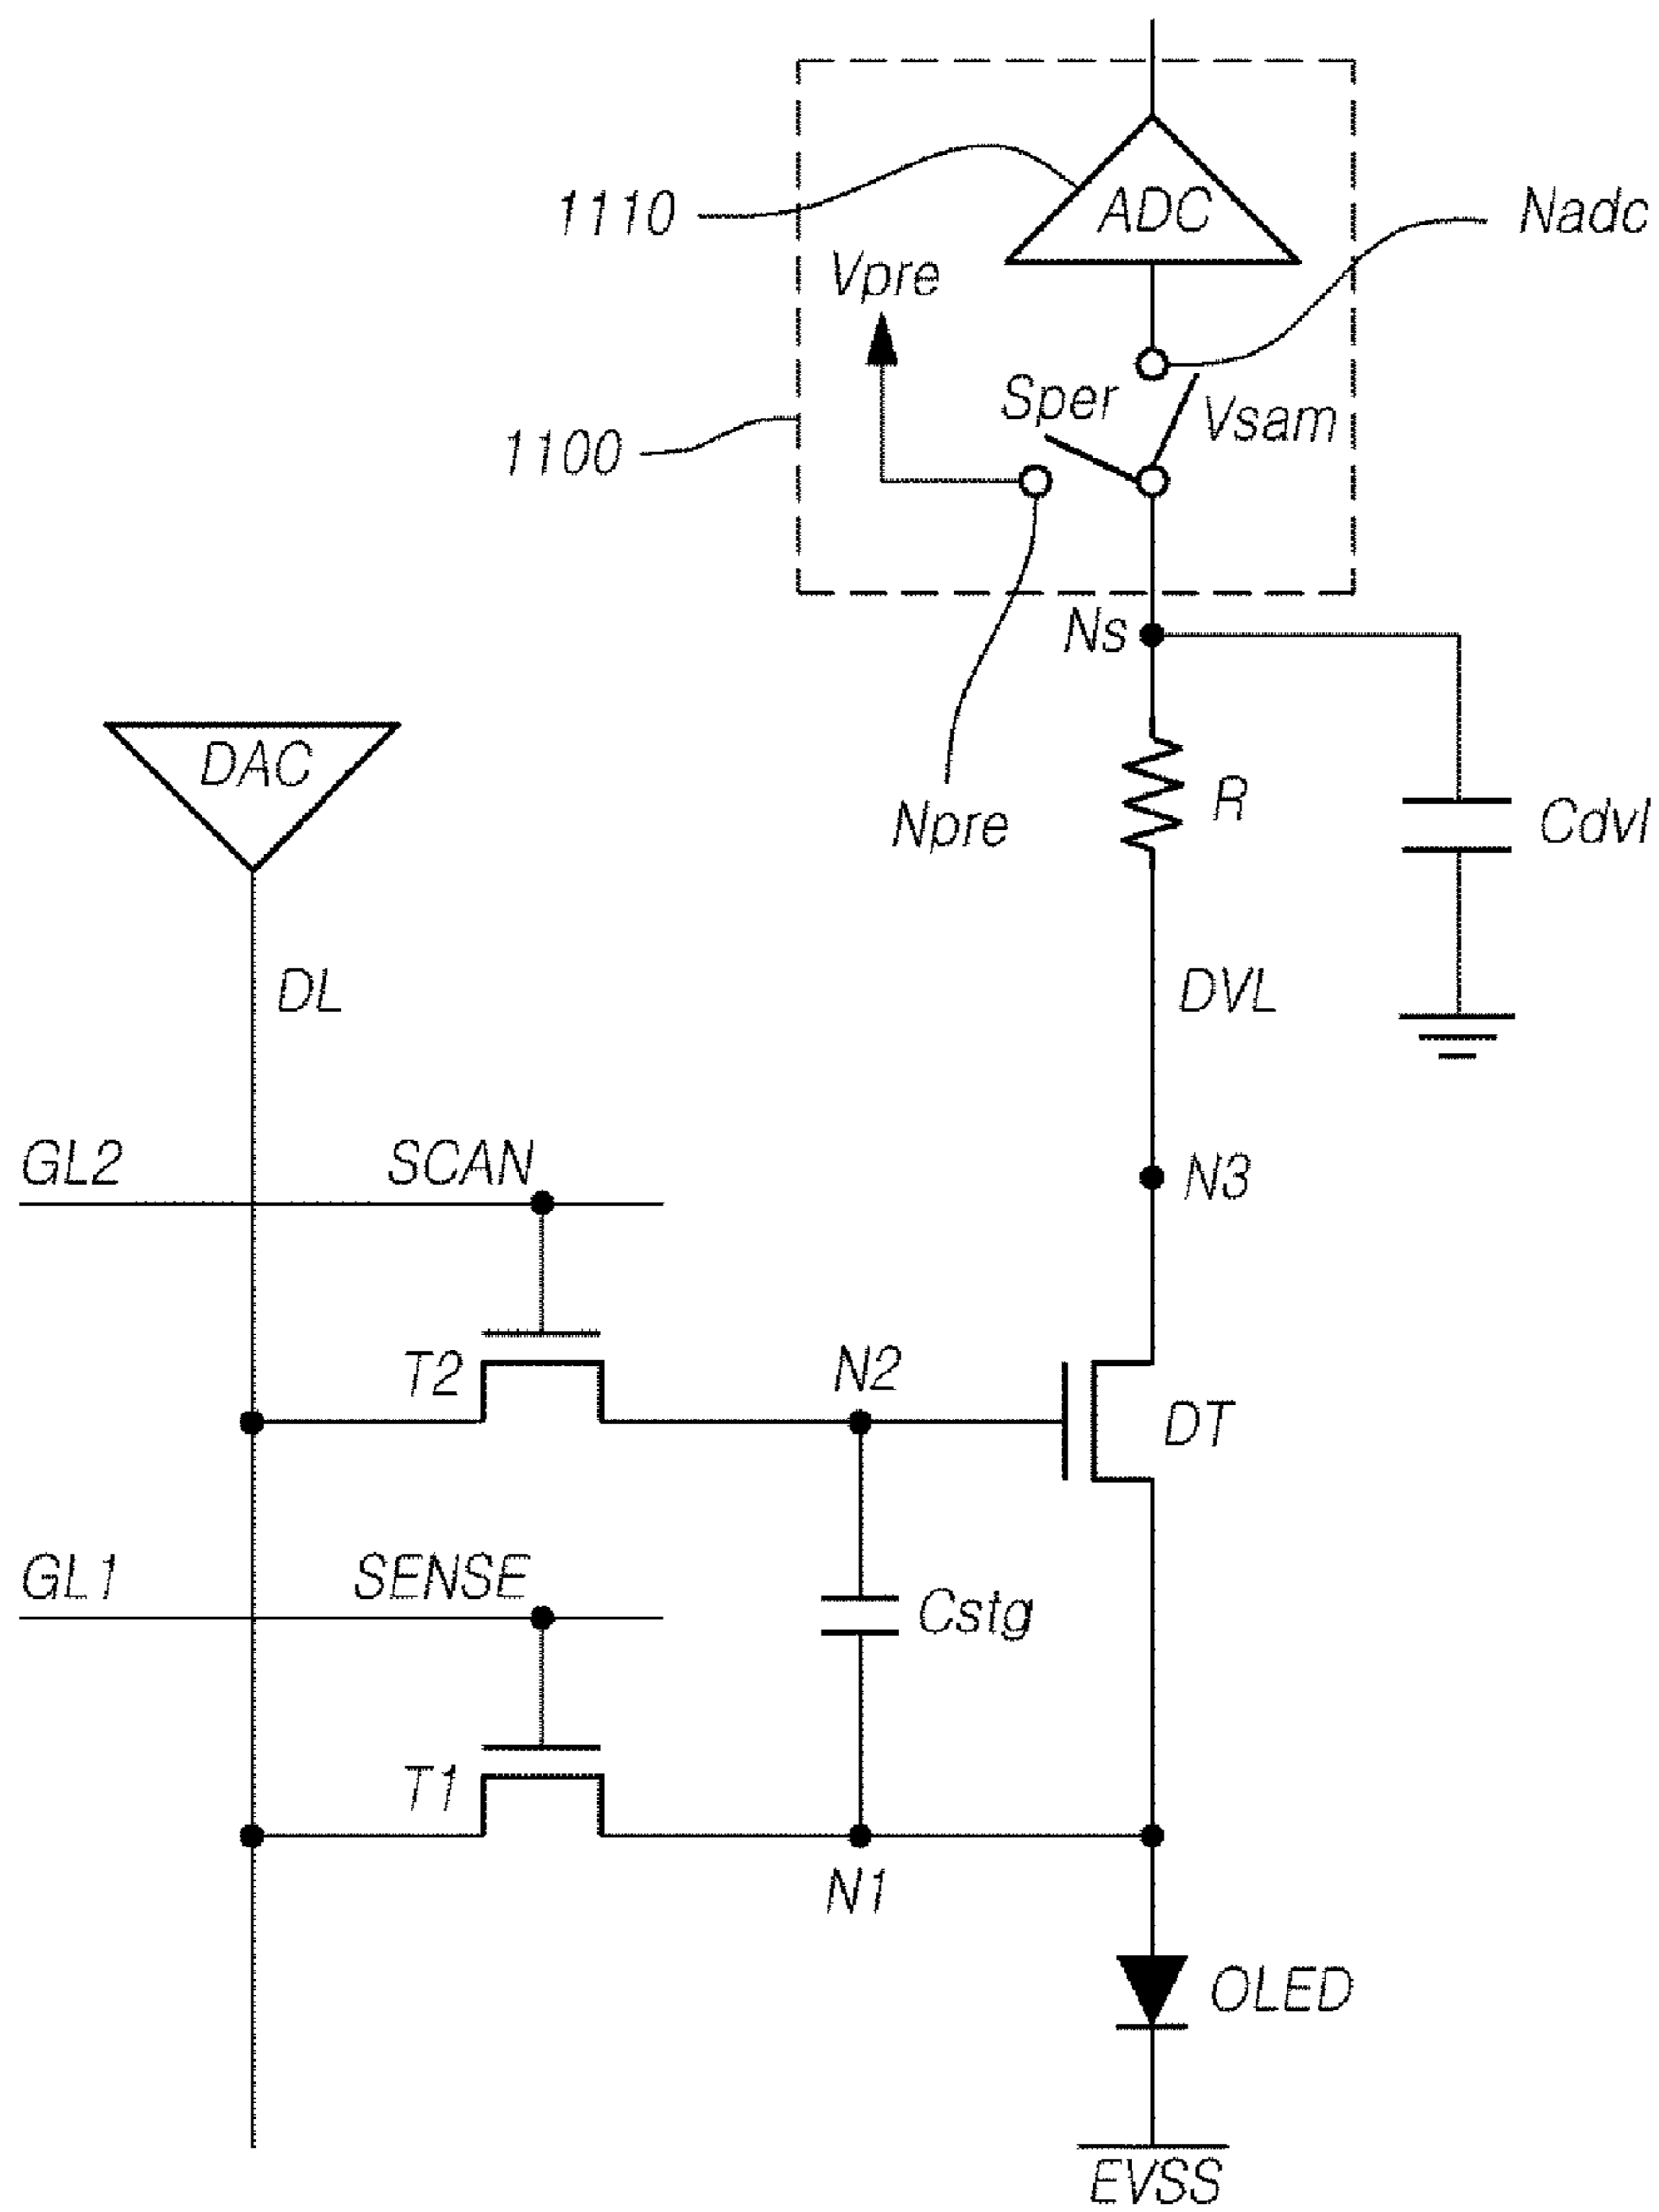 1110
ADC
Nadc
Vpre
Sper
Vsam
1100
Ns
DAC
R
Cdvl
Npre
DL
DVL
GL2
SCAN
N3
T2
N2
DT
GL1
SENSE
Cstg
T1
N1
OLED
EVSS